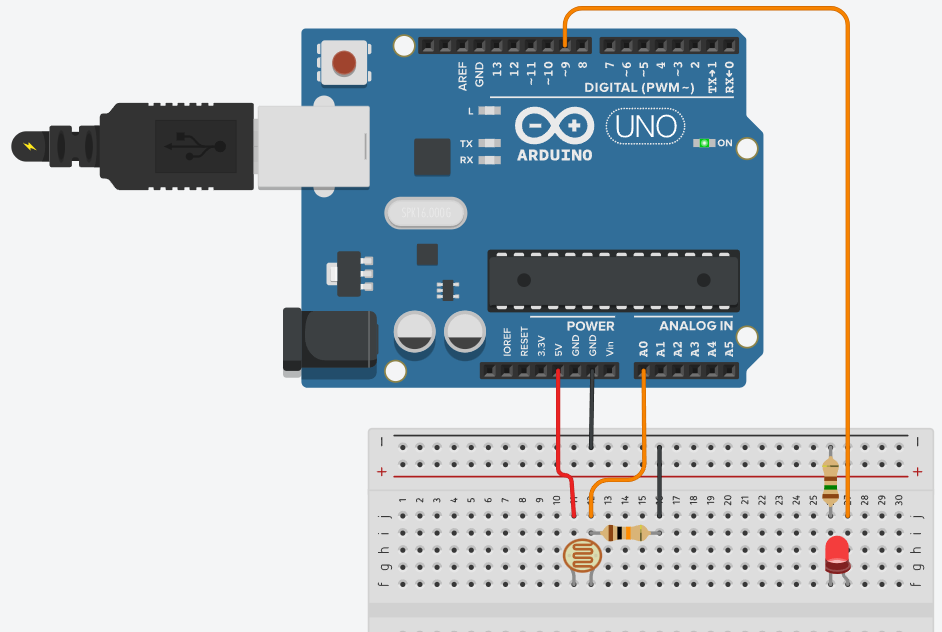 AREF
GND
13
12
~11
~10
~9
8
7
~6
~5
4
~3
2
TX→1
RX←0
DIGITAL (PWM~)
L
TX
RX
UNO
ARDUINO
ON
IOREF
RESET
3.3V
5V
GND
GND
Vin
POWER
ANALOG IN
A0
A1
A2
A3
A4
A5
− −
+ +
1 2 3 4 5 6 7 8 9 10 11 12 13 14 15 16 17 18 19 20 21 22 23 24 25 27 28 29 30
j j
i i
h h
g g
f f